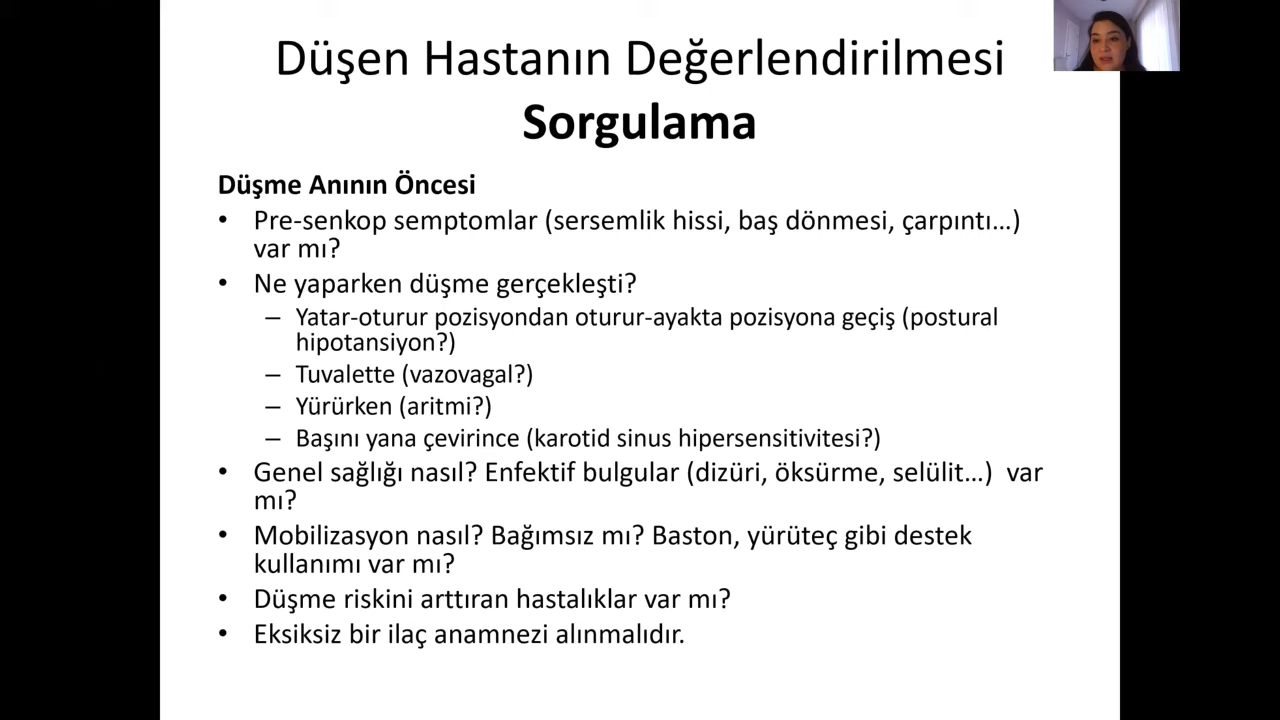 Düşen Hastanın Değerlendirilmesi
Sorgulama
Düşme Anının Öncesi
• Pre-senkop semptomlar (sersemlik hissi, baş dönmesi, çarpıntı...)
var mı?
• Ne yaparken düşme gerçekleşti?
– Yatar-oturur pozisyondan oturur-ayakta pozisyona geçiş (postural
hipotansiyon?)
– Tuvalette (vazovagal?)
– Yürürken (aritmi?)
– Başını yana çevirince (karotid sinus hipersensitivitesi?)
• Genel sağlığı nasıl? Enfektif bulgular (dizüri, öksürme, selülit...) var
mı?
• Mobilizasyon nasıl? Bağımsız mı? Baston, yürüteç gibi destek
kullanımı var mı?
• Düşme riskini arttıran hastalıklar var mı?
• Eksiksiz bir ilaç anamnezi alınmalıdır.